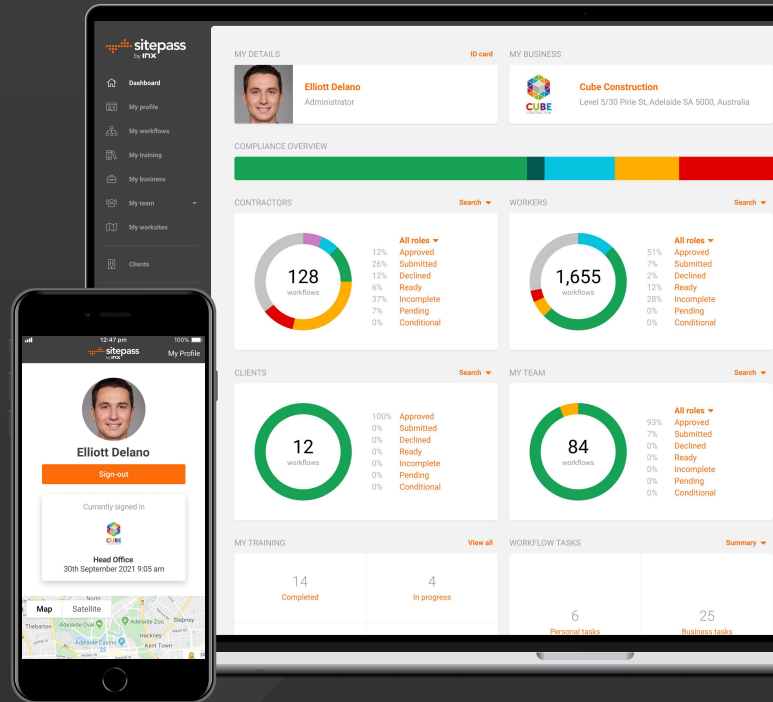 sitepass
by inx
Dashboard
My profile
My workflows
My training
My business
My team
My worksites
Clients
MY DETAILS
ID card
Elliott Delano
Administrator
MY BUSINESS
CUBE
CONSTRUCTION
Cube Construction
Level 5/30 Pirie St, Adelaide SA 5000, Australia
COMPLIANCE OVERVIEW
CONTRACTORS
Search
128
workflows
All roles
12% Approved
26% Submitted
12% Declined
6% Ready
37% Incomplete
7% Pending
0% Conditional
WORKERS
Search
1,655
workflows
All roles
51% Approved
7% Submitted
2% Declined
12% Ready
28% Incomplete
0% Pending
0% Conditional
CLIENTS
Search
12
workflows
100% Approved
0% Submitted
0% Declined
0% Ready
0% Incomplete
0% Pending
0% Conditional
MY TEAM
Search
84
workflows
All roles
93% Approved
7% Submitted
0% Declined
0% Ready
0% Incomplete
0% Pending
0% Conditional
MY TRAINING
View all
14
Completed
4
In progress
WORKFLOW TASKS
Summary
6
Personal tasks
25
Business tasks
12:47 pm
100%
sitepass
by inx
My Profile
Elliott Delano
Sign-out
Currently signed in
CUBE
Head Office
30th September 2021 9:05 am
Map
Satellite
North
Thebarton
Adelaide Oval
Adelaide Zoo
Stepney
Hackney
Adelaide Casino
Kent Town